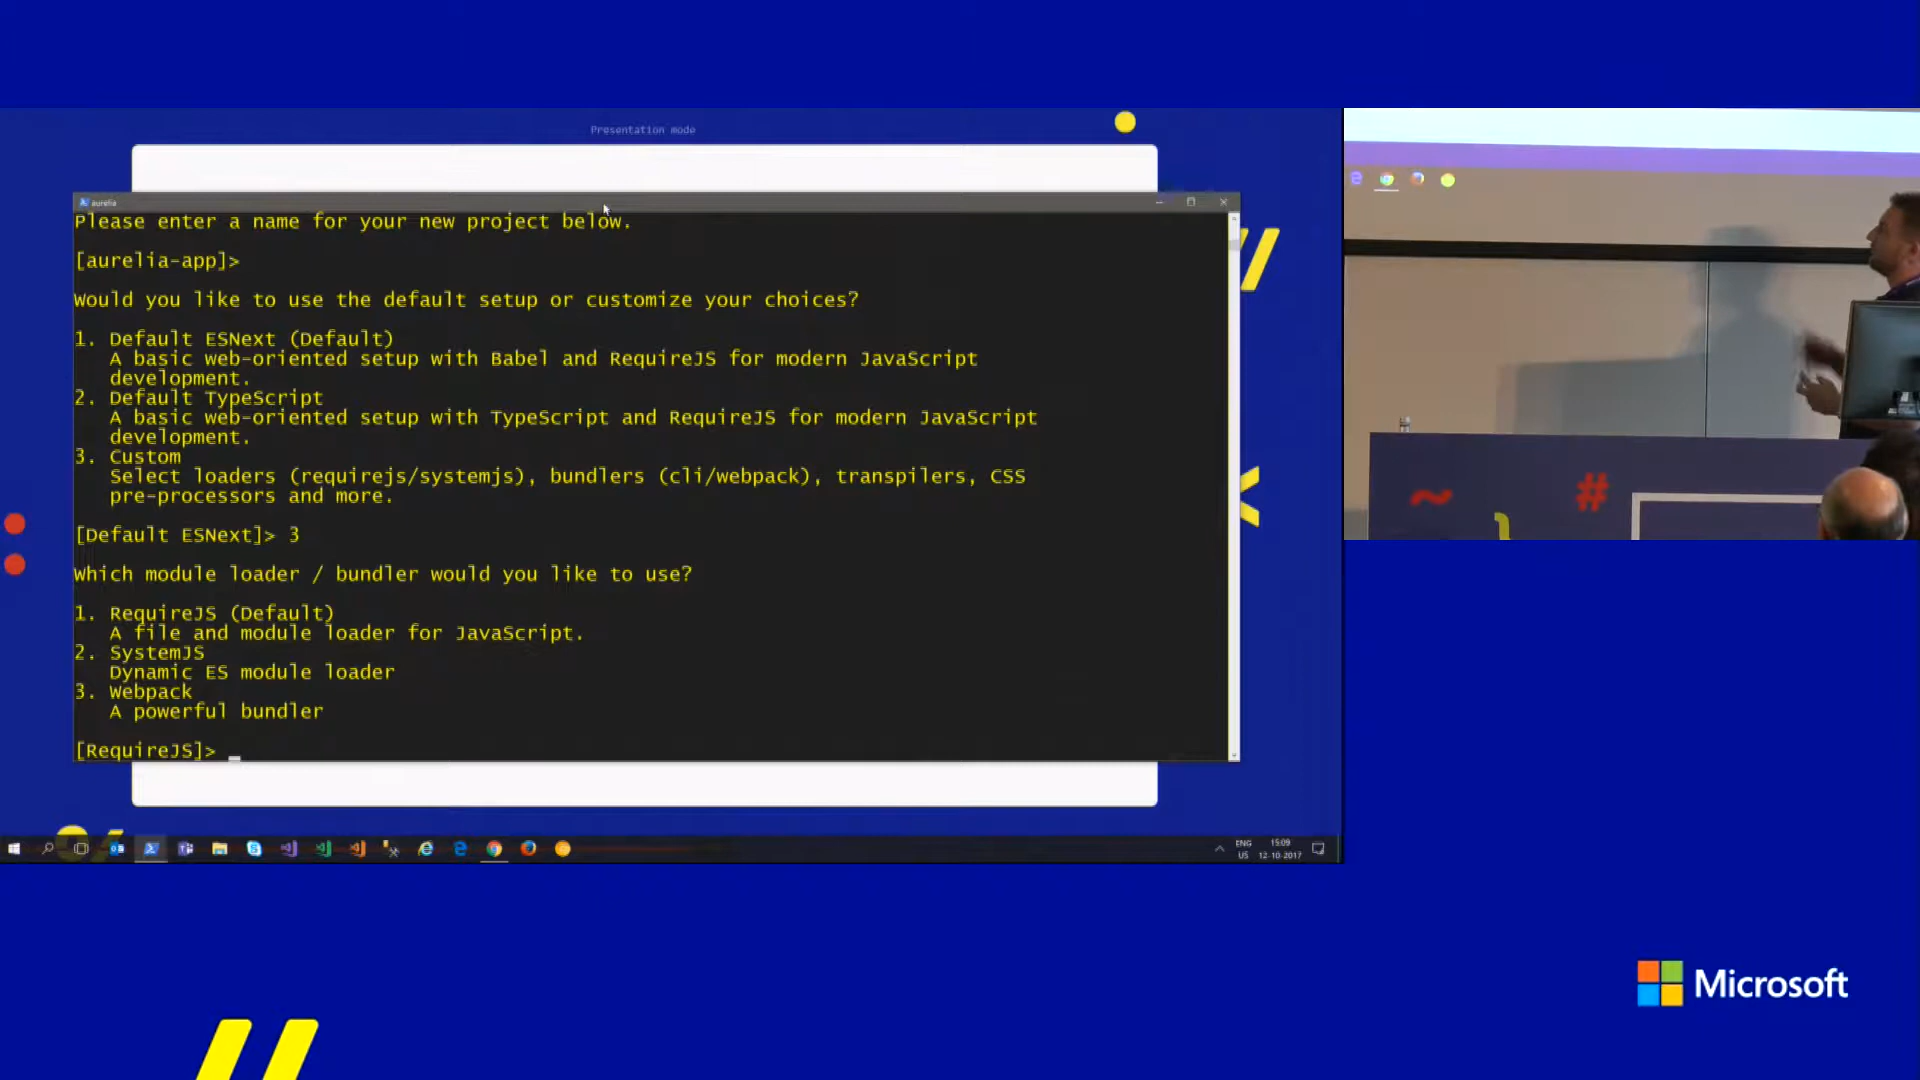 Presentation mode
aurelia
Please enter a name for your new project below.
[aurelia-app]>
Would you like to use the default setup or customize your choices?
1. Default ESNext (Default)
A basic web-oriented setup with Babel and RequireJS for modern JavaScript
development.
2. Default TypeScript
A basic web-oriented setup with TypeScript and RequireJS for modern JavaScript
development.
3. Custom
Select loaders (requirejs/systemjs), bundlers (cli/webpack), transpilers, CSS
pre-processors and more.
[Default ESNext]> 3
Which module loader / bundler would you like to use?
1. RequireJS (Default)
A file and module loader for JavaScript.
2. SystemJS
Dynamic ES module loader
3. Webpack
A powerful bundler
[RequireJS]>
ENG
US
15:09
12-10-2017
~ } #
//
Microsoft